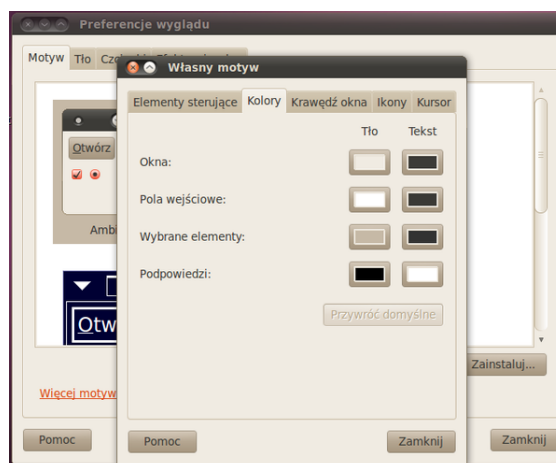 Preferencje wyglądu
Motyw Tło
Własny motyw
Elementy sterujące Kolory Krawędź okna Ikony Kursor
Tło Tekst
Otwórz
Okna:
Pola wejściowe:
Wybrane elementy:
Podpowiedzi:
Przywróć domyślne
Zainstaluj...
Więcej
Pomoc
Pomoc Zamknij
Zamknij